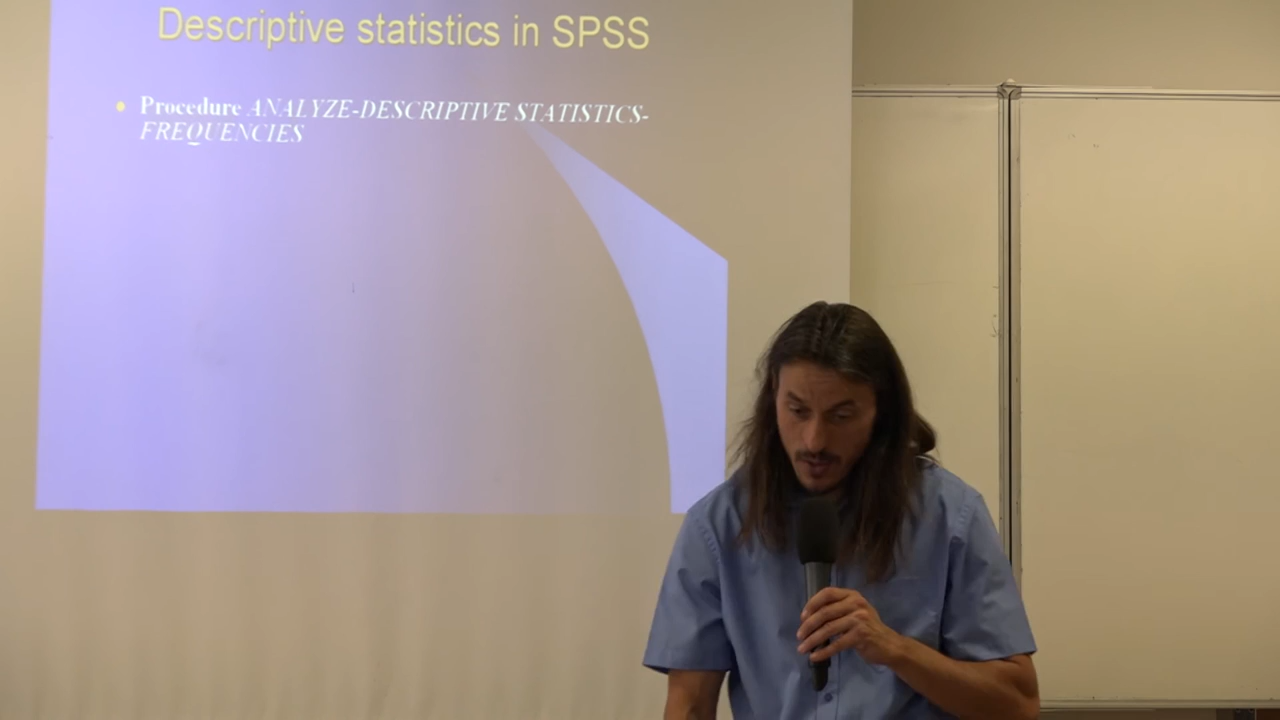 Descriptive statistics in SPSS
• Procedure ANALYZE-DESCRIPTIVE STATISTICS-
FREQUENCIES